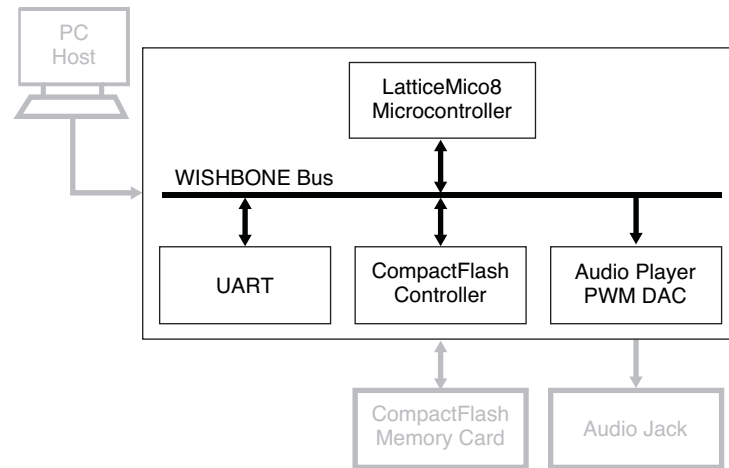 PC
Host
LatticeMico8
Microcontroller
WISHBONE Bus
UART
CompactFlash
Controller
Audio Player
PWM DAC
CompactFlash
Memory Card
Audio Jack